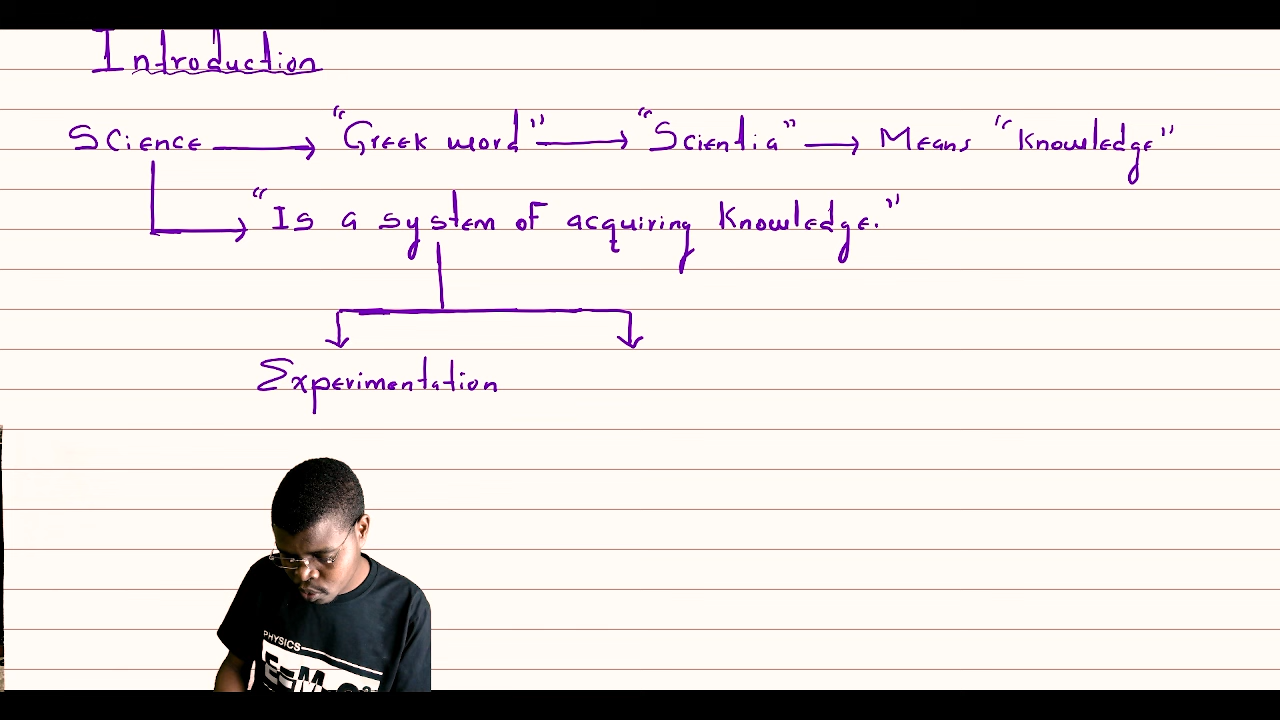 Introduction
Science → "Greek word" → "Scientia" → Means "Knowledge"
"Is a system of acquiring Knowledge."
Experimentation
PHYSICS